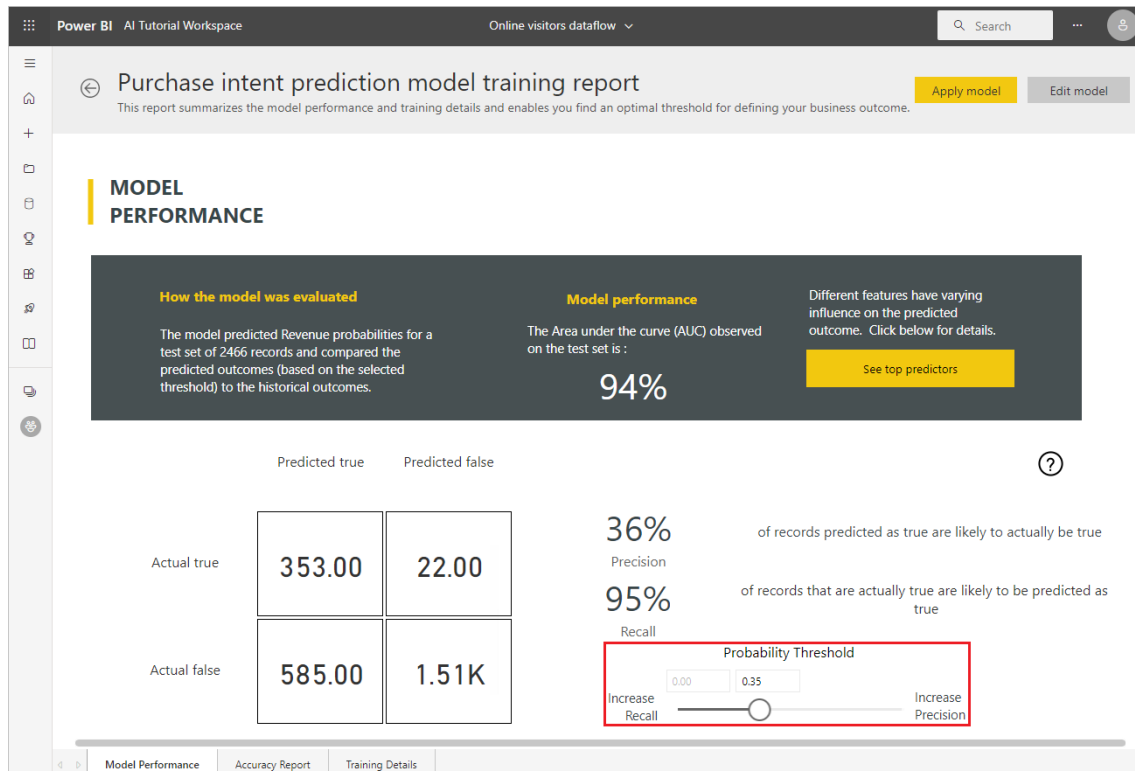 Power BI AI Tutorial Workspace Online visitors dataflow Search
Purchase intent prediction model training report
This report summarizes the model performance and training details and enables you find an optimal threshold for defining your business outcome.
Apply model Edit model
MODEL
PERFORMANCE
How the model was evaluated
The model predicted Revenue probabilities for a
test set of 2466 records and compared the
predicted outcomes (based on the selected
threshold) to the historical outcomes.
Model performance
The Area under the curve (AUC) observed
on the test set is :
94%
Different features have varying
influence on the predicted
outcome. Click below for details.
See top predictors
Predicted true Predicted false
?
Actual true 353.00 22.00
Actual false 585.00 1.51K
36%
Precision
of records predicted as true are likely to actually be true
95%
Recall
of records that are actually true are likely to be predicted as
true
Probability Threshold
0.00 0.35
Increase
Recall
Increase
Precision
Model Performance Accuracy Report Training Details